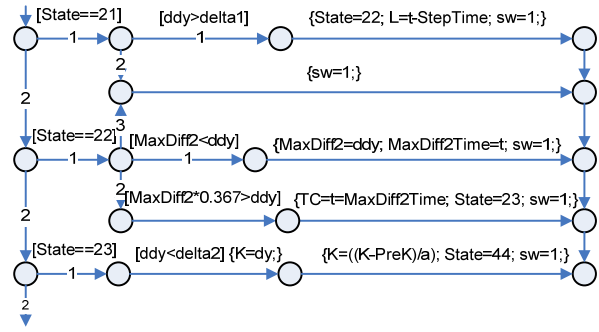 [State==21] [ddy>delta1] {State=22; L=t-StepTime; sw=1;}
1 1
2 2
{sw=1;}
3
[State==22] [MaxDiff2<ddy] {MaxDiff2=ddy; MaxDiff2Time=t; sw=1;}
1 1
2
[MaxDiff2*0.367>ddy] {TC=t=MaxDiff2Time; State=23; sw=1;}
2
[State==23] [ddy<delta2] {K=dy;} {K=((K-PreK)/a); State=44; sw=1;}
1
2